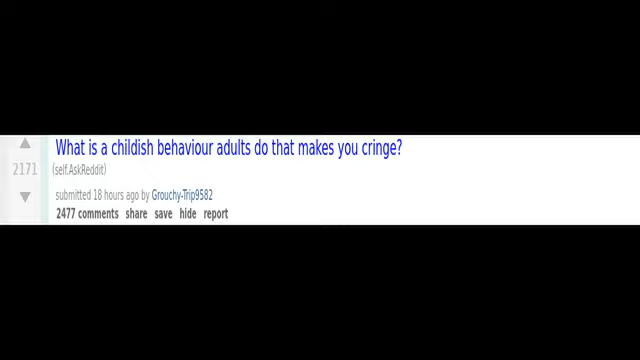 What is a childish behaviour adults do that makes you cringe?
2171
(self.AskReddit)
submitted 18 hours ago by Grouchy-Trip9582
2477 comments share save hide report